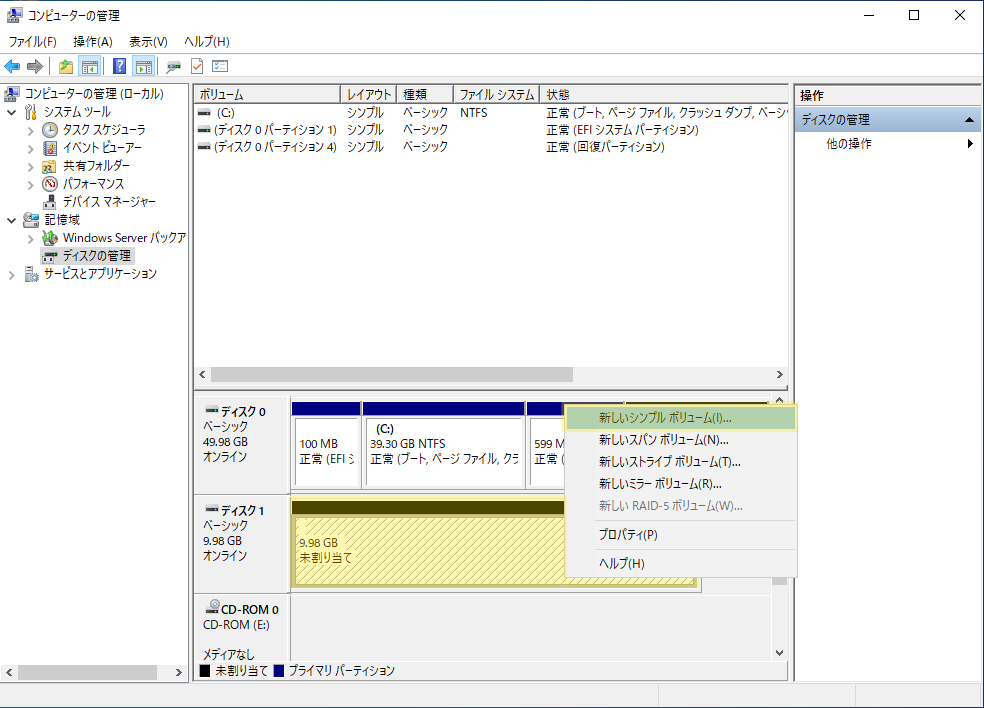 コンピューターの管理
ファイル(F) 操作(A) 表示(V) ヘルプ(H)
コンピューターの管理 (ローカル)
システム ツール
タスク スケジューラ
イベント ビューアー
共有フォルダー
パフォーマンス
デバイス マネージャー
記憶域
Windows Server バックア
ディスクの管理
サービスとアプリケーション
ボリューム レイアウト 種類 ファイル システム 状態
(C:) シンプル ベーシック NTFS 正常 (ブート, ページ ファイル, クラッシュ ダンプ, ベーシ
(ディスク 0 パーティション 1) シンプル ベーシック 正常 (EFI システム パーティション)
(ディスク 0 パーティション 4) シンプル ベーシック 正常 (回復パーティション)
操作
ディスクの管理
他の操作
ディスク 0
ベーシック
49.98 GB
オンライン
100 MB
正常 (EFI シ
(C:)
39.30 GB NTFS
正常 (ブート, ページ ファイル, クラ
599 M
正常 (
新しいシンプル ボリューム(I)...
新しいスパン ボリューム(N)...
新しいストライプ ボリューム(T)...
新しいミラー ボリューム(R)...
新しい RAID-5 ボリューム(W)...
プロパティ(P)
ヘルプ(H)
ディスク 1
ベーシック
9.98 GB
オンライン
9.98 GB
未割り当て
CD-ROM 0
CD-ROM (E:)
メディアなし
未割り当て プライマリ パーティション